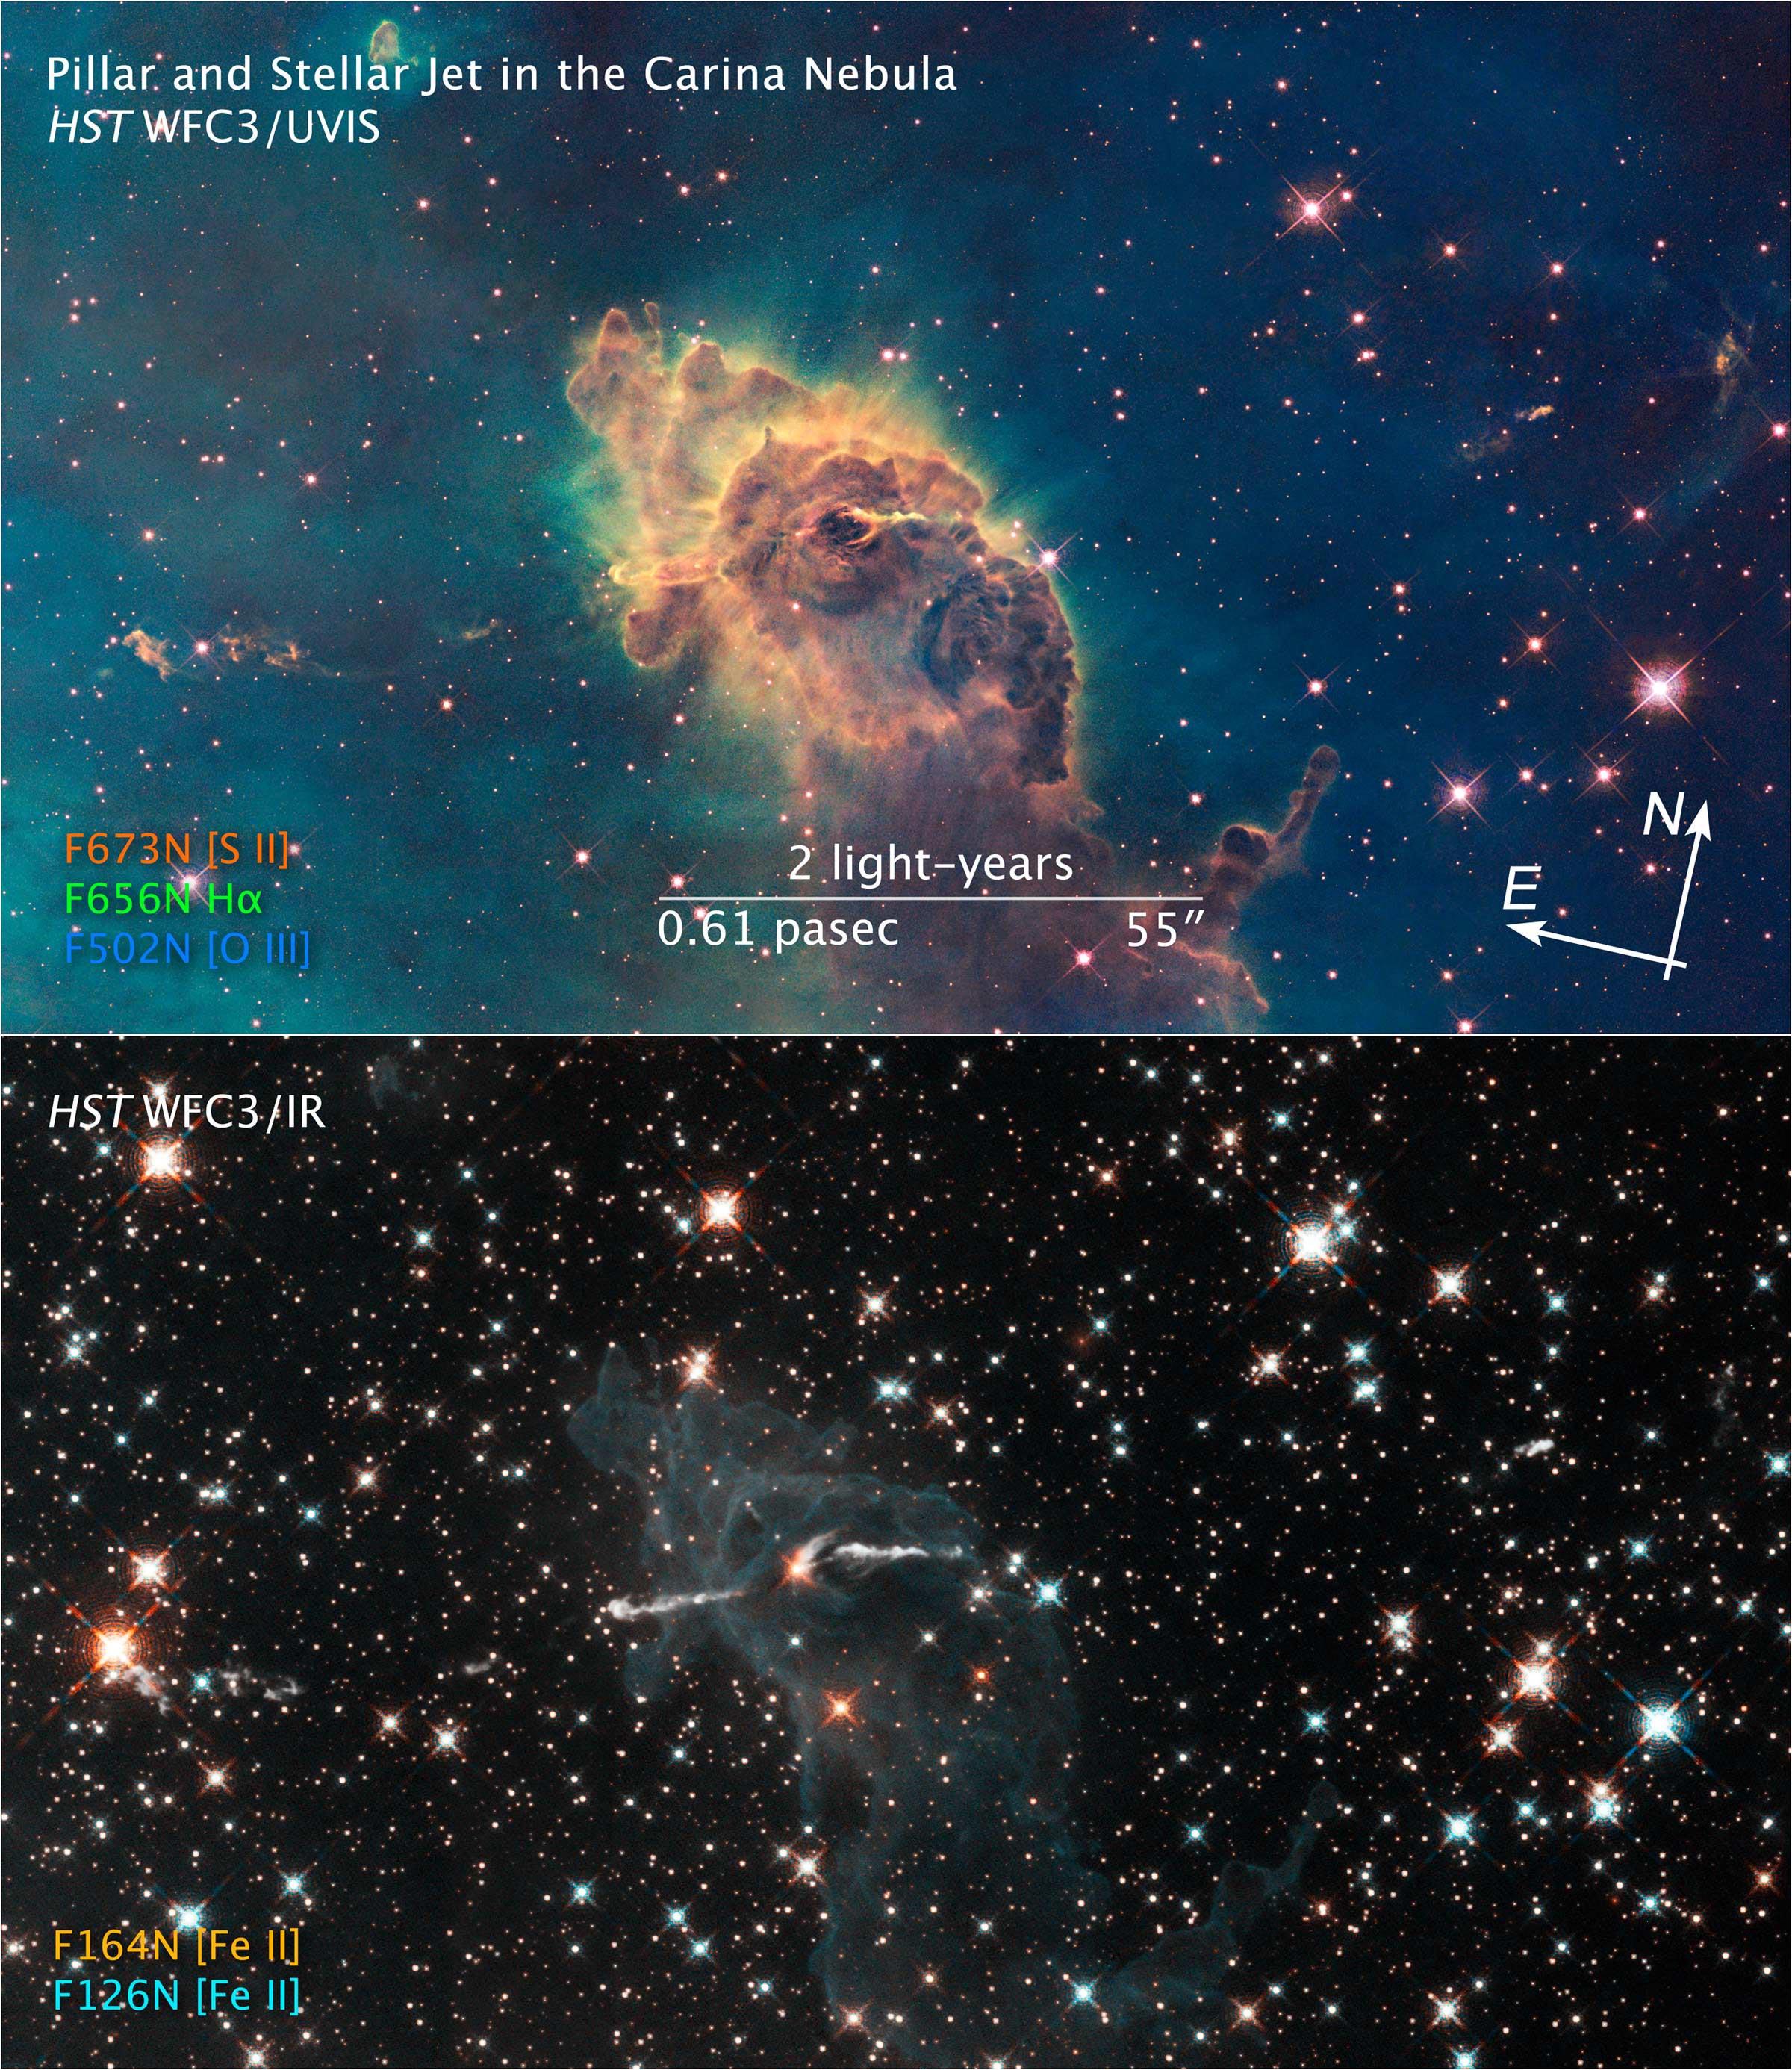 Pillar and Stellar Jet in the Carina Nebula
HST WFC3/UVIS
F673N [S II]
F656N Hα
F502N [O III]
2 light-years
0.61 pasec 55″
N
E
HST WFC3/IR
F164N [Fe II]
F126N [Fe II]